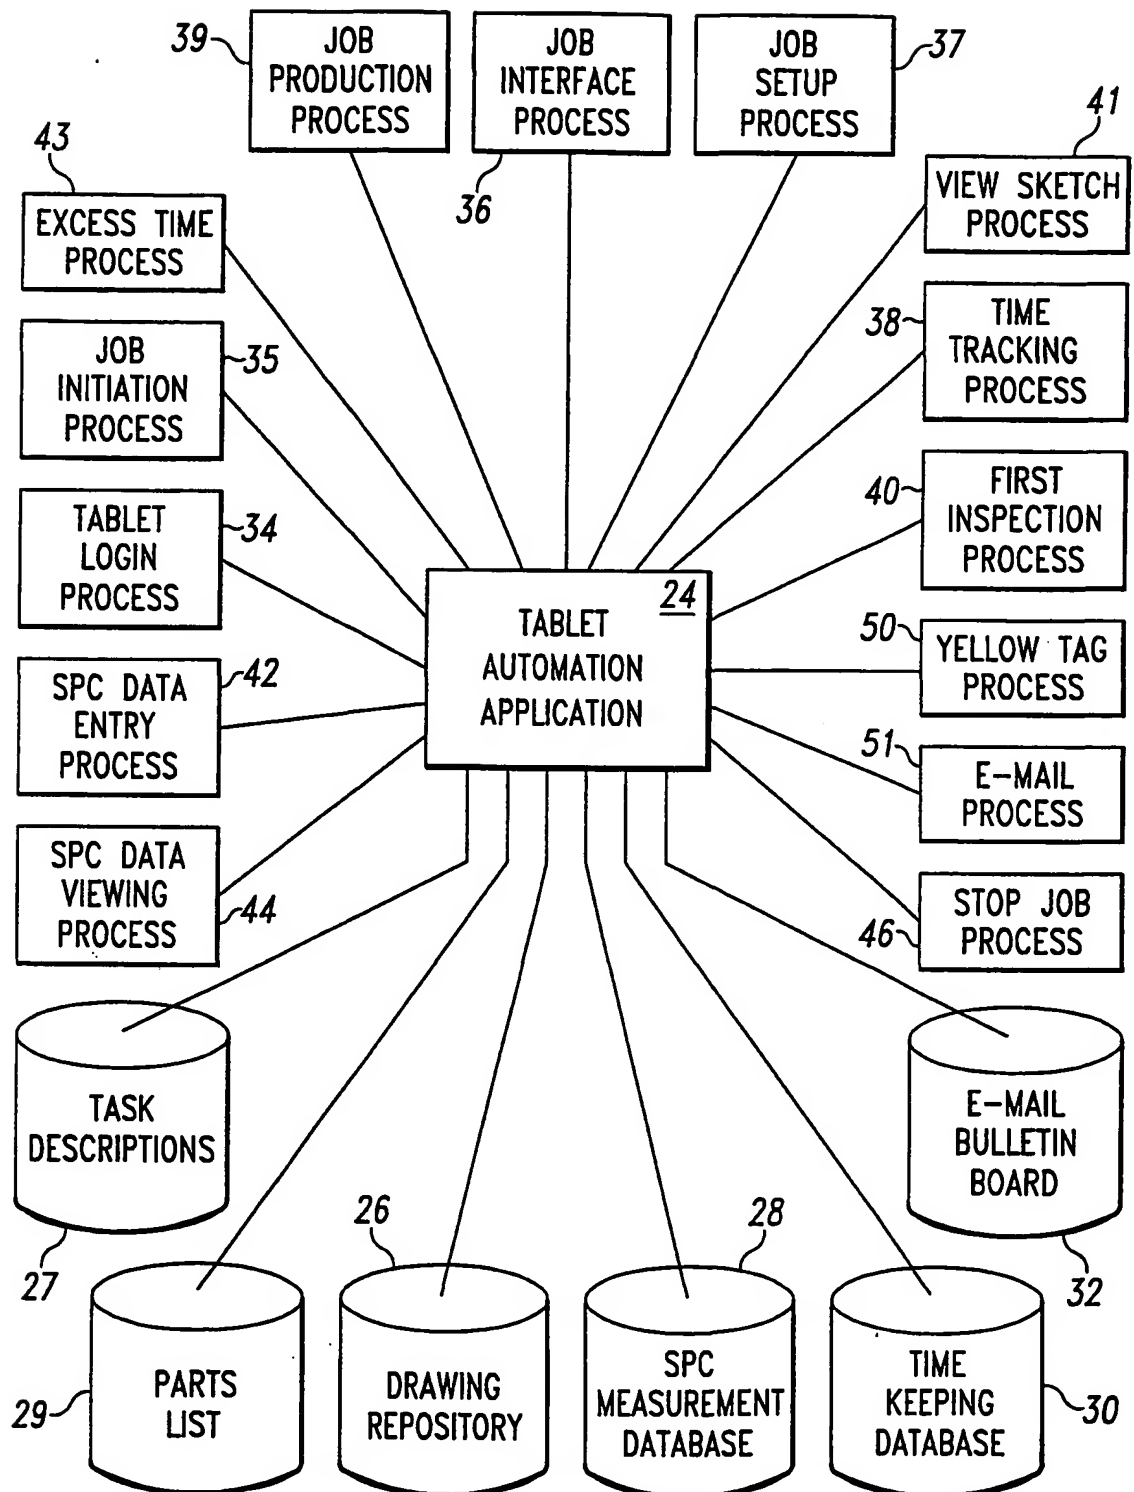 39
JOB
PRODUCTION
PROCESS
JOB
INTERFACE
PROCESS
36
JOB
SETUP
PROCESS
37
41
VIEW SKETCH
PROCESS
43
EXCESS TIME
PROCESS
38
TIME
TRACKING
PROCESS
JOB
INITIATION
PROCESS
35
40
FIRST
INSPECTION
PROCESS
TABLET
LOGIN
PROCESS
34
24
TABLET
AUTOMATION
APPLICATION
50
YELLOW TAG
PROCESS
SPC DATA
ENTRY
PROCESS
42
51
E-MAIL
PROCESS
SPC DATA
VIEWING
PROCESS
44
STOP JOB
PROCESS
46
TASK
DESCRIPTIONS
27
E-MAIL
BULLETIN
BOARD
32
PARTS
LIST
29
26
DRAWING
REPOSITORY
28
SPC
MEASUREMENT
DATABASE
TIME
KEEPING
DATABASE
30